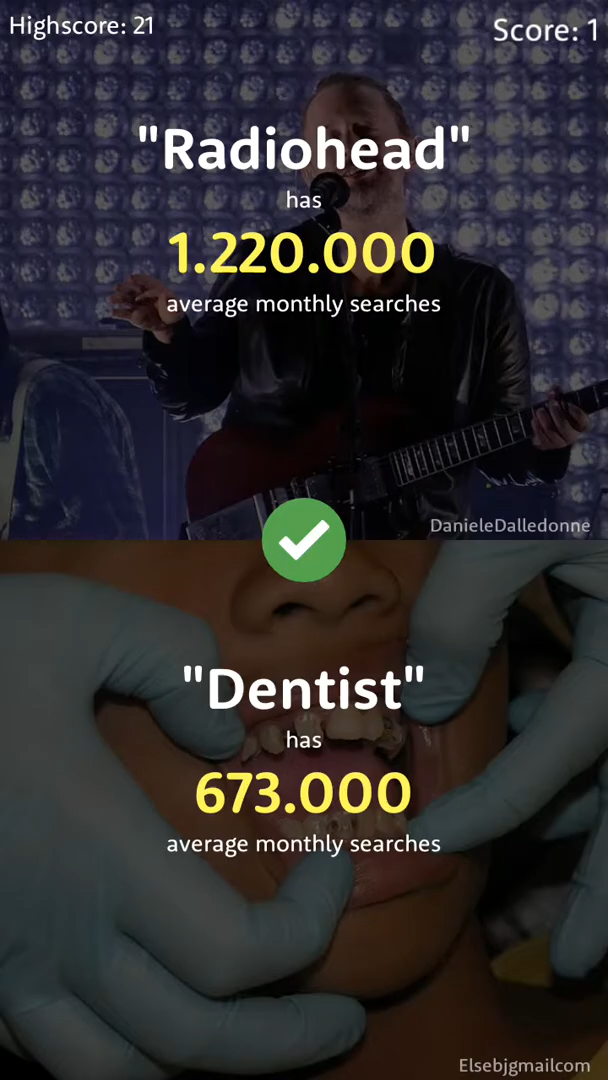 Highscore: 21
Score: 1
"Radiohead"
has
1.220.000
average monthly searches
DanieleDalledonne
"Dentist"
has
673.000
average monthly searches
Elsebjgmailcom